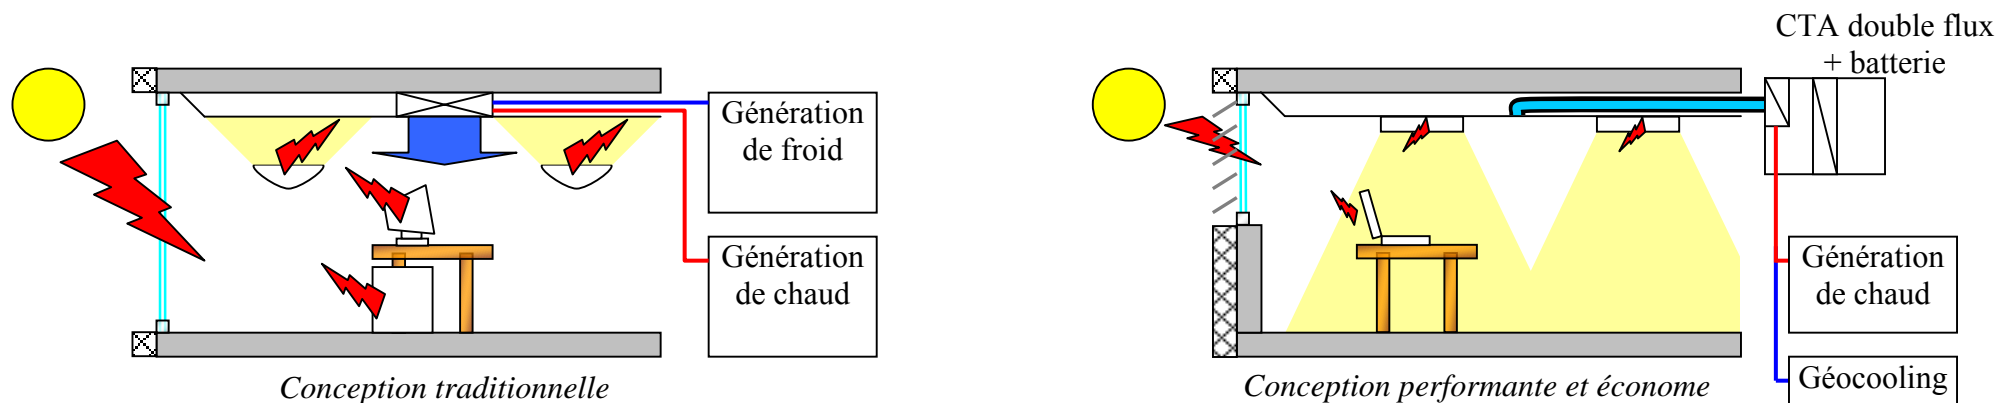 Génération
de froid
Génération
de chaud
Conception traditionnelle
CTA double flux
+ batterie
Génération
de chaud
Géocooling
Conception performante et économe